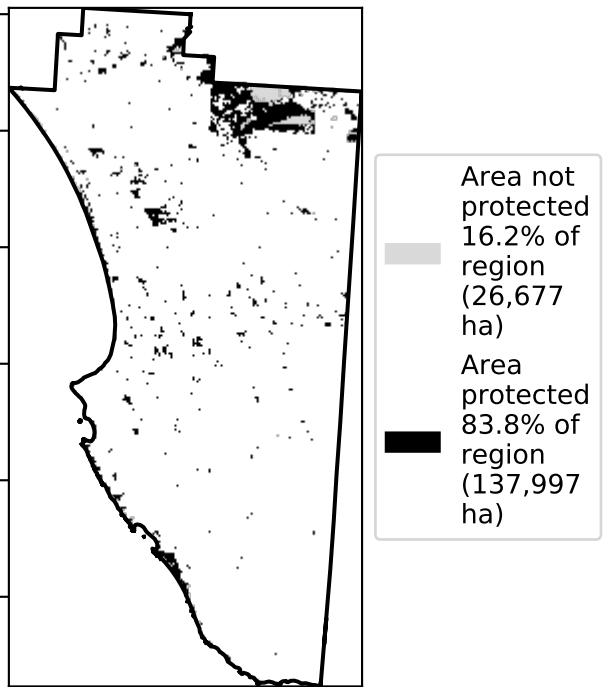 Area not
protected
16.2% of
region
(26,677
ha)
Area
protected
83.8% of
region
(137,997
ha)